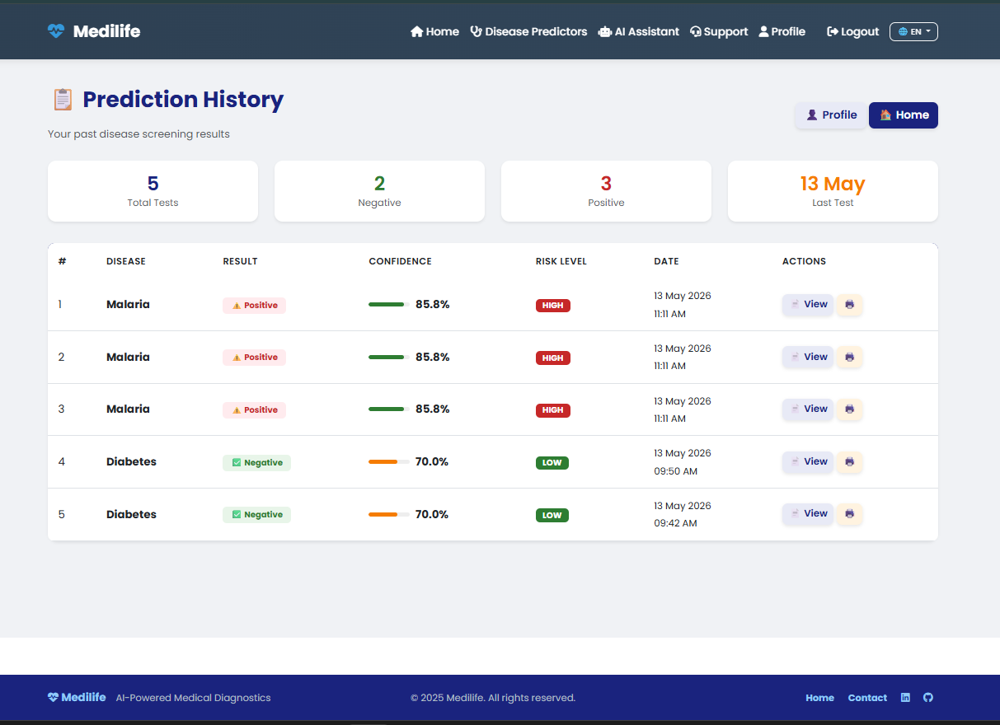 Medilife
Home Disease Predictors AI Assistant Support Profile Logout EN
Prediction History
Your past disease screening results
Profile Home
5 2 3 13 May
Total Tests Negative Positive Last Test
# DISEASE RESULT CONFIDENCE RISK LEVEL DATE ACTIONS
1 Malaria Positive 85.8% HIGH 13 May 2026 11:11 AM View
2 Malaria Positive 85.8% HIGH 13 May 2026 11:11 AM View
3 Malaria Positive 85.8% HIGH 13 May 2026 11:11 AM View
4 Diabetes Negative 70.0% LOW 13 May 2026 09:50 AM View
5 Diabetes Negative 70.0% LOW 13 May 2026 09:42 AM View
Medilife AI-Powered Medical Diagnostics © 2025 Medilife. All rights reserved. Home Contact